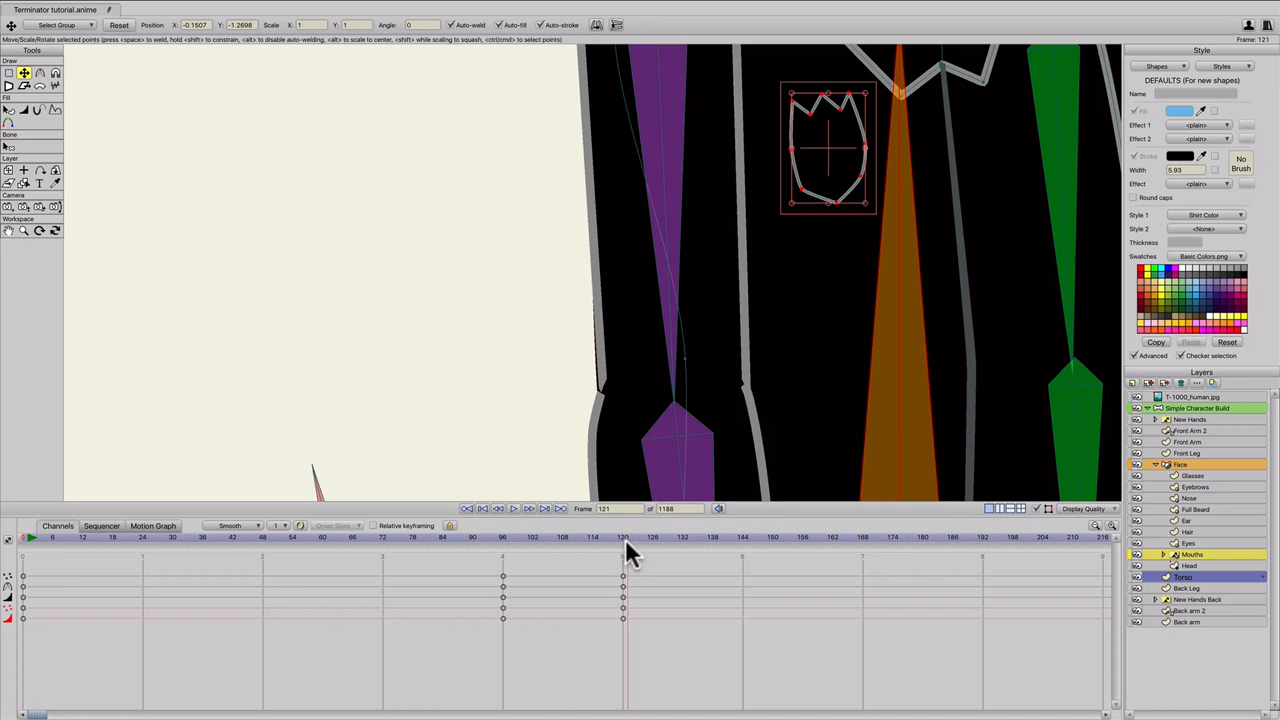 Terminator tutorial.anime
Select Group Reset Position X: -0.1507 Y: -1.2698 Scale X: 1 Y: 1 Angle: 0 Auto-weld Auto-fill Auto-stroke
Move/Scale/Rotate selected points (press <space> to weld, hold <shift> to constrain, <alt> to disable auto-welding, <alt> to scale to center, <shift> while scaling to squash, <ctrl/cmd> to select points)
Frame: 121
Tools
Draw
Fill
Bone
Layer
T
Camera
Workspace
Style
Shapes Styles
DEFAULTS (For new shapes)
Name
Fill
Effect 1 <plain>
Effect 2 <plain>
Stroke
Width 5.93
No
Brush
Effect <plain>
Round caps
Style 1 Shirt Color
Style 2 <None>
Thickness
Swatches Basic Colors.png
Copy Paste Reset
Advanced Checker selection
Layers
T-1000_human.jpg
Simple Character Build
New Hands
Front Arm 2
Front Arm
Front Leg
Face
Glasses
Eyebrows
Nose
Full Beard
Ear
Hair
Eyes
Mouths
Head
Torso
Back Leg
New Hands Back
Back arm 2
Back arm
Frame 121 of 1188 Display Quality
Channels Sequencer Motion Graph Smooth 1 Onion Skins Relative keyframing
0 6 12 18 24 30 36 42 48 54 60 66 72 78 84 90 96 102 108 114 120 126 132 138 144 150 156 162 168 174 180 186 192 198 204 210 216
0 1 2 3 4 6 7 8 9